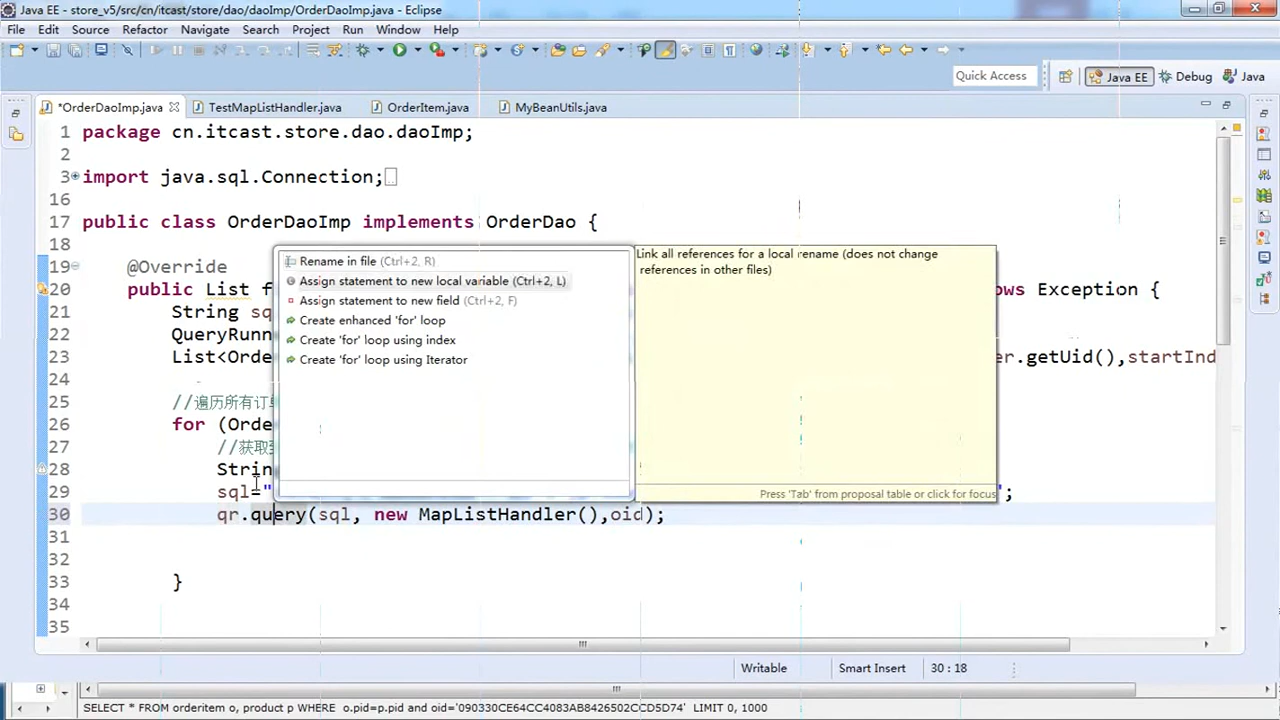 Java EE - store_v5/src/cn/itcast/store/dao/daoImp/OrderDaoImp.java - Eclipse
File Edit Source Refactor Navigate Search Project Run Window Help
Quick Access Java EE Debug Java
*OrderDaoImp.java TestMapListHandler.java OrderItem.java MyBeanUtils.java
1 package cn.itcast.store.dao.daoImp;
2
3 import java.sql.Connection;
16
17 public class OrderDaoImp implements OrderDao {
18
19 @Override
20 public List f ws Exception {
21 String sq
22 QueryRunn
23 List<Orde er.getUid(),startInd
25 //遍历所有订单
26 for (Orde
27 //获取到
28 Strin
29 sql=" ";
30 qr.query(sql, new MapListHandler(),oid);
31
32
33 }
34
35
Rename in file (Ctrl+2, R)
Assign statement to new local variable (Ctrl+2, L)
Assign statement to new field (Ctrl+2, F)
Create enhanced 'for' loop
Create 'for' loop using index
Create 'for' loop using Iterator
Link all references for a local rename (does not change
references in other files)
Press 'Tab' from proposal table or click for focus
Writable Smart Insert 30 : 18
SELECT * FROM orderitem o, product p WHERE o.pid=p.pid and oid='090330CE64CC4083AB8426502CCD5D74' LIMIT 0, 1000